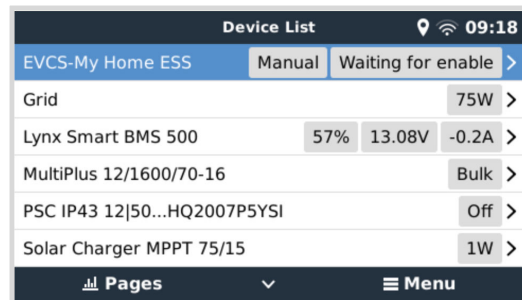 Device List 09:18
EVCS-My Home ESS Manual Waiting for enable
Grid 75W
Lynx Smart BMS 500 57% 13.08V -0.2A
MultiPlus 12/1600/70-16 Bulk
PSC IP43 12|50...HQ2007P5YSI Off
Solar Charger MPPT 75/15 1W
Pages Menu